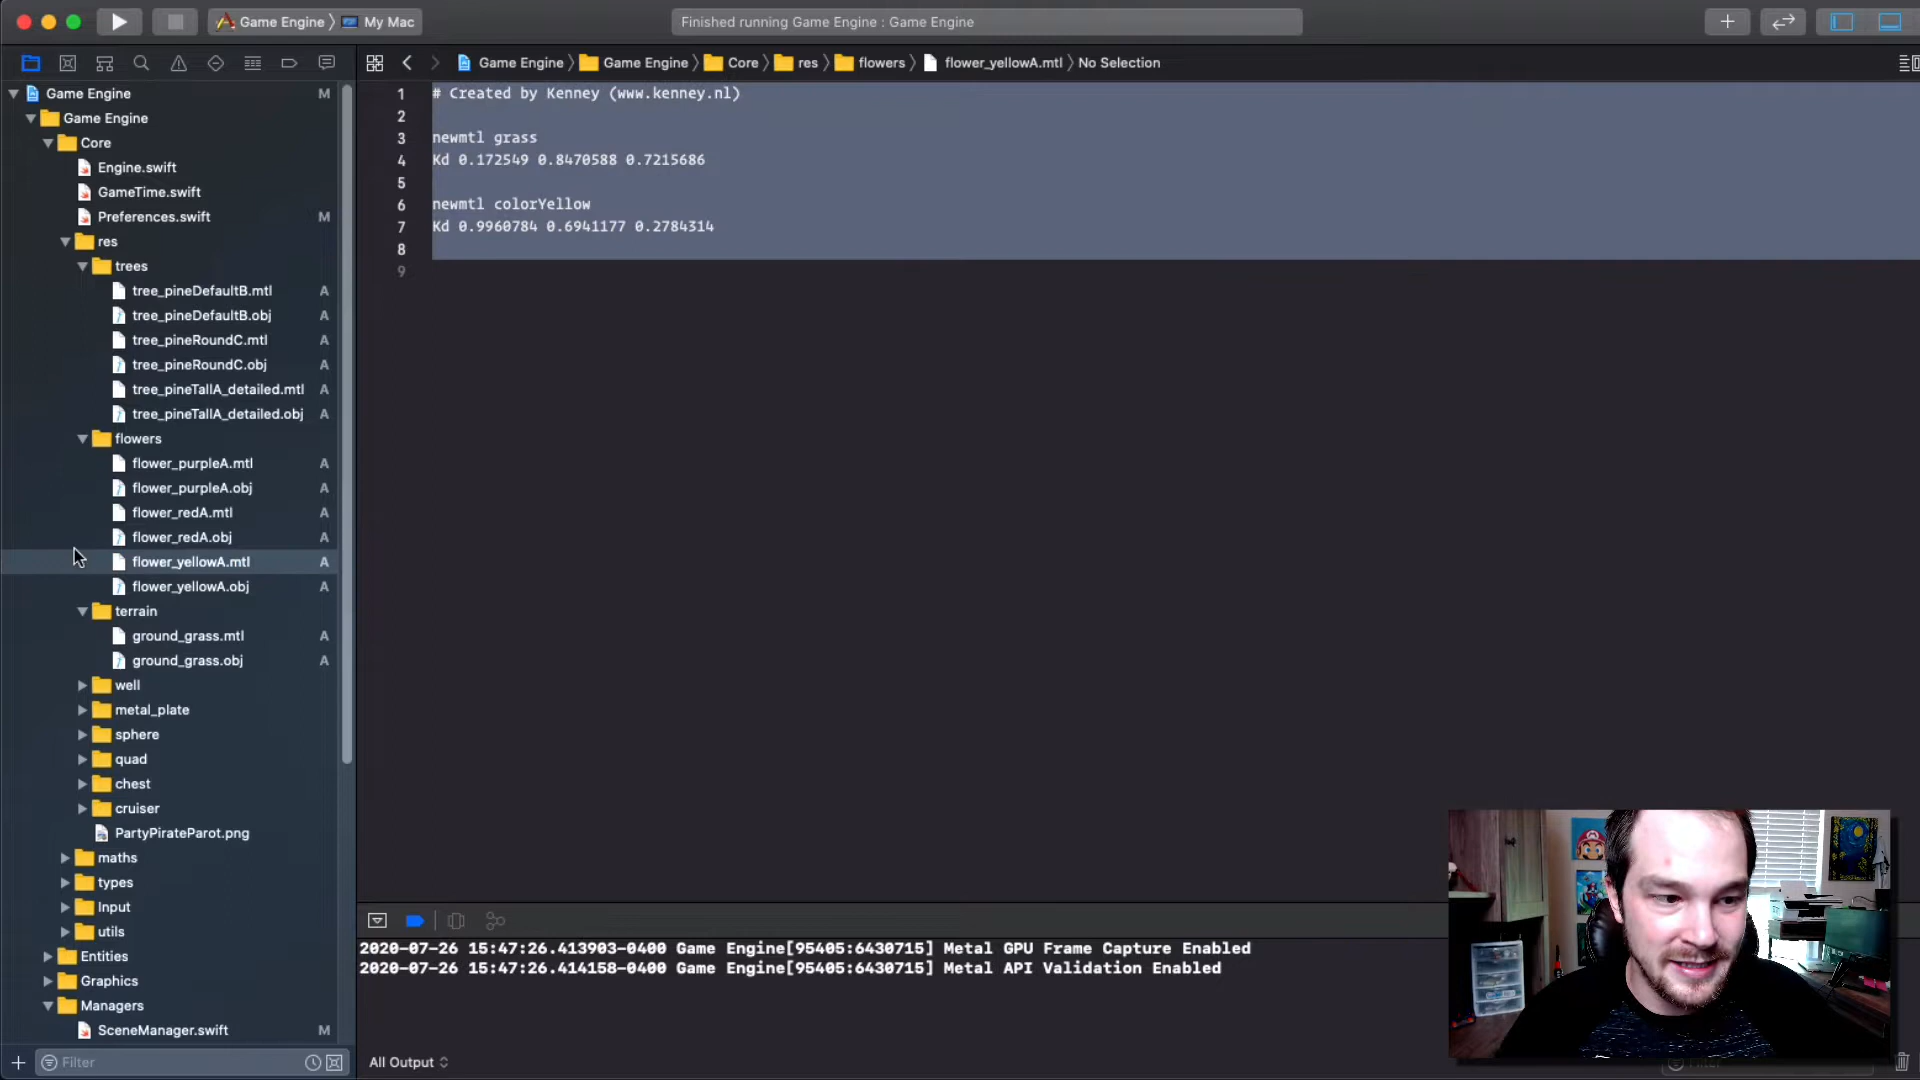 Game Engine 〉 My Mac
Finished running Game Engine : Game Engine
Game Engine 〉 Game Engine 〉 Core 〉 res 〉 flowers 〉 flower_yellowA.mtl 〉 No Selection
Game Engine M
Game Engine
Core
Engine.swift
GameTime.swift
Preferences.swift M
res
trees
tree_pineDefaultB.mtl A
tree_pineDefaultB.obj A
tree_pineRoundC.mtl A
tree_pineRoundC.obj A
tree_pineTallA_detailed.mtl A
tree_pineTallA_detailed.obj A
flowers
flower_purpleA.mtl A
flower_purpleA.obj A
flower_redA.mtl A
flower_redA.obj A
flower_yellowA.mtl A
flower_yellowA.obj A
terrain
ground_grass.mtl A
ground_grass.obj A
well
metal_plate
sphere
quad
chest
cruiser
PartyPirateParot.png
maths
types
Input
utils
Entities
Graphics
Managers
SceneManager.swift M
Filter
1 # Created by Kenney (www.kenney.nl)
2
3 newmtl grass
4 Kd 0.172549 0.8470588 0.7215686
5
6 newmtl colorYellow
7 Kd 0.9960784 0.6941177 0.2784314
8
9
2020-07-26 15:47:26.413903-0400 Game Engine[95405:6430715] Metal GPU Frame Capture Enabled
2020-07-26 15:47:26.414158-0400 Game Engine[95405:6430715] Metal API Validation Enabled
All Output
Filter